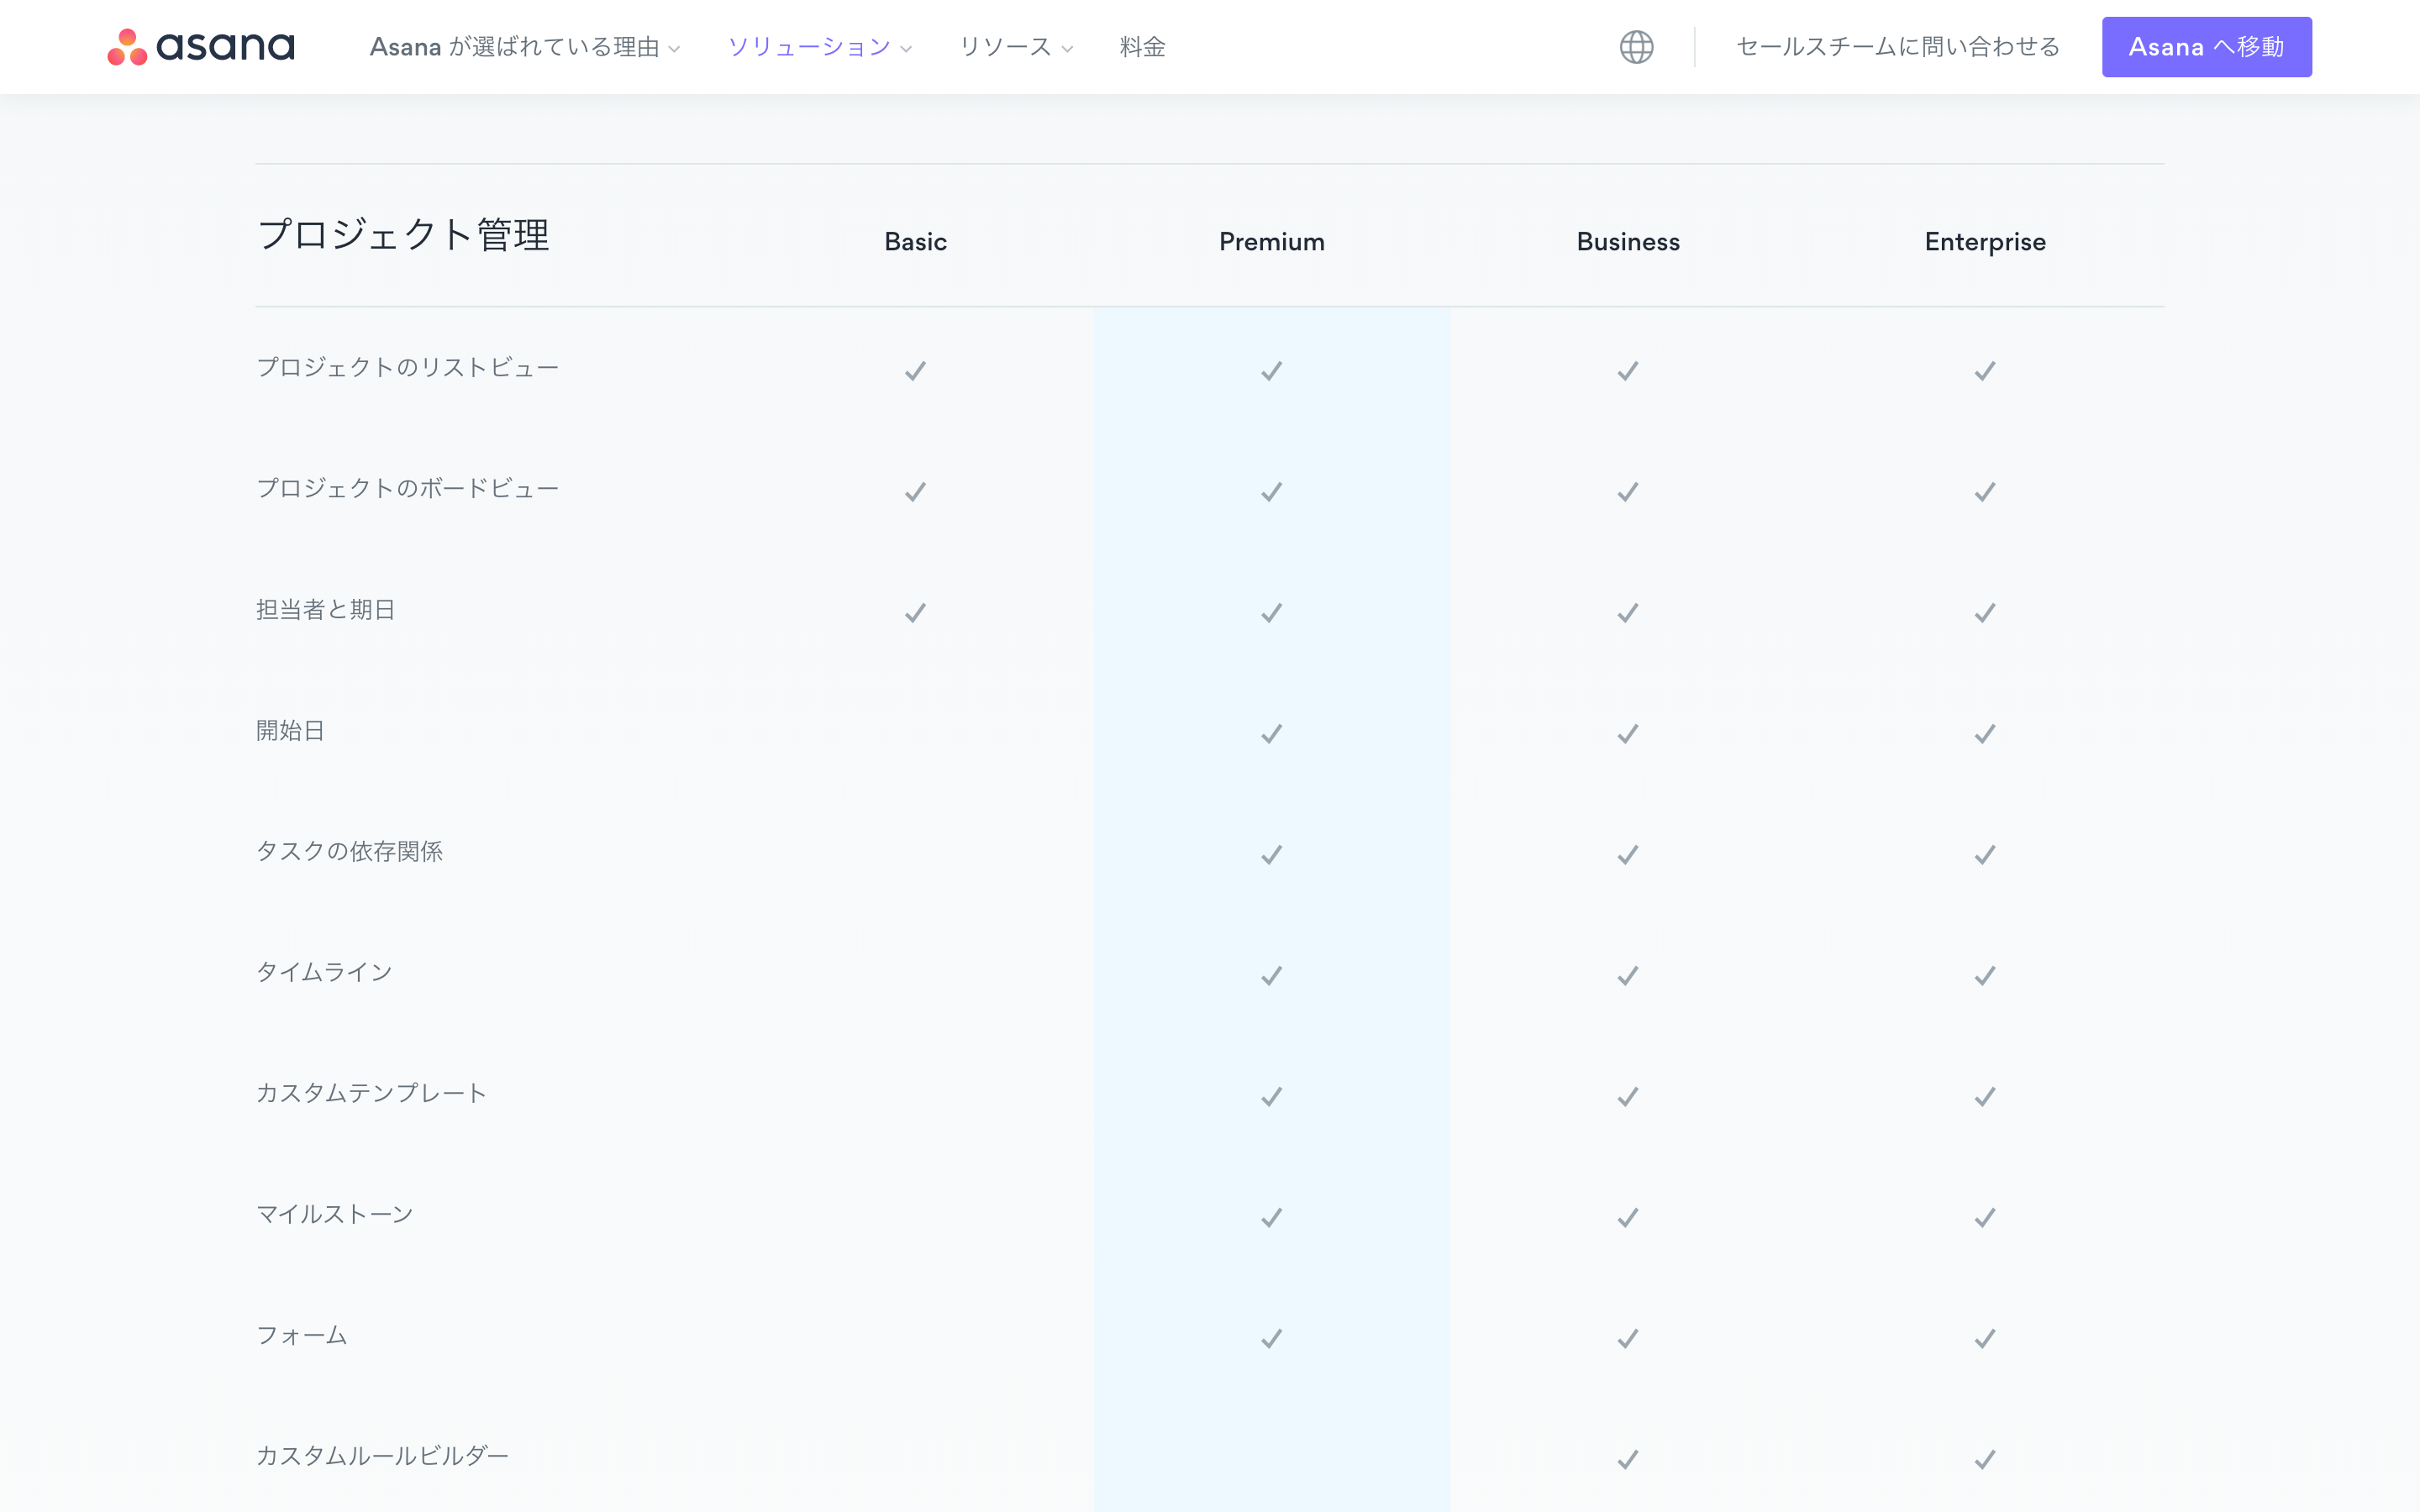 asana
Asana が選ばれている理由 ソリューション リソース 料金 セールスチームに問い合わせる Asana へ移動
プロジェクト管理 Basic Premium Business Enterprise
プロジェクトのリストビュー
プロジェクトのボードビュー
担当者と期日
開始日
タスクの依存関係
タイムライン
カスタムテンプレート
マイルストーン
フォーム
カスタムルールビルダー